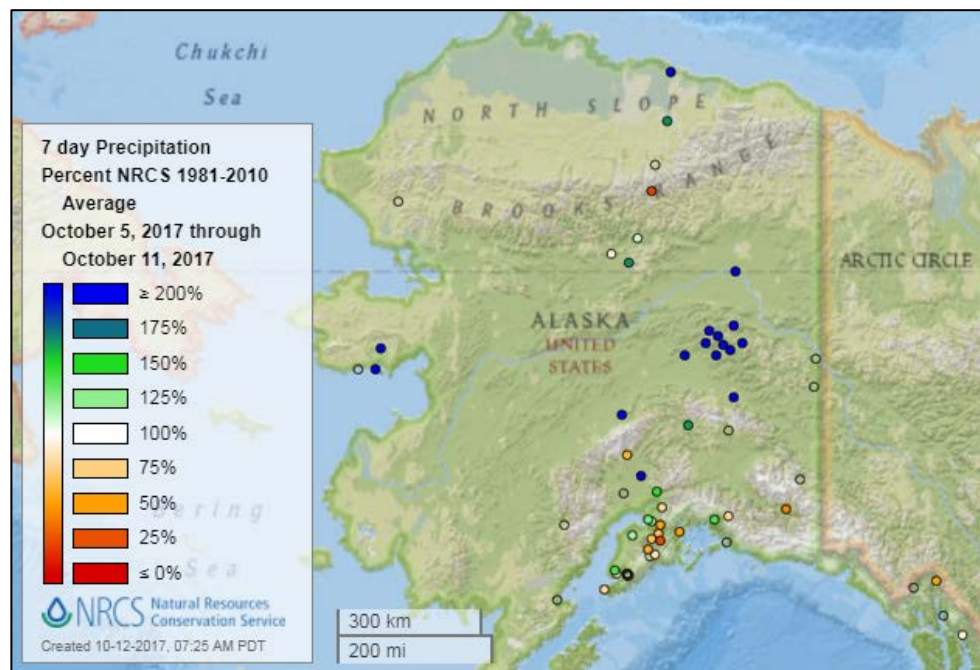 Chukchi
Sea
NORTH SLOPE
BROOKS RANGE
ARCTIC CIRCLE
ALASKA
UNITED
STATES
Bering
Sea
7 day Precipitation
Percent NRCS 1981-2010
Average
October 5, 2017 through
October 11, 2017
≥ 200%
175%
150%
125%
100%
75%
50%
25%
≤ 0%
NRCS Natural Resources
Conservation Service
Created 10-12-2017, 07:25 AM PDT
300 km
200 mi